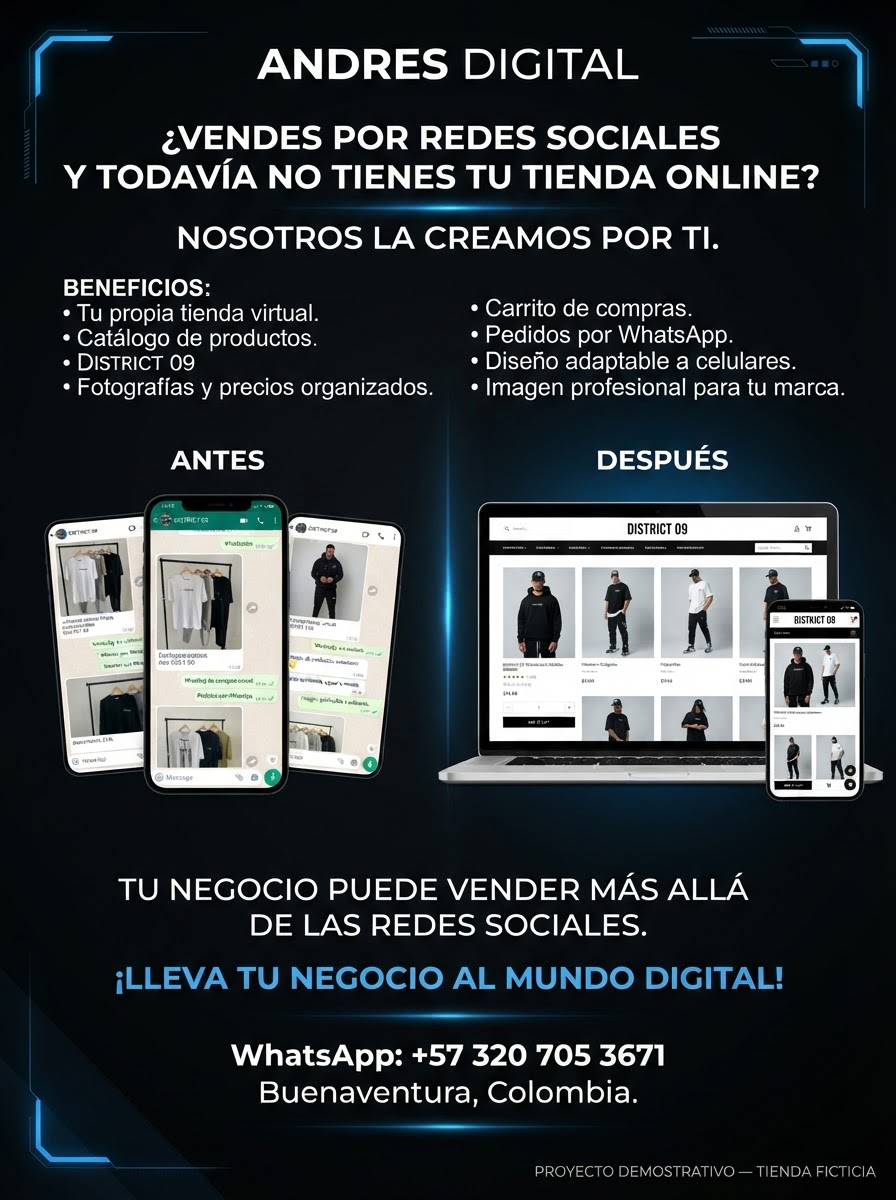 ANDRES DIGITAL
¿VENDES POR REDES SOCIALES
Y TODAVÍA NO TIENES TU TIENDA ONLINE?
NOSOTROS LA CREAMOS POR TI.
BENEFICIOS:
• Tu propia tienda virtual.
• Catálogo de productos.
• DISTRICT 09
• Fotografías y precios organizados.
• Carrito de compras.
• Pedidos por WhatsApp.
• Diseño adaptable a celulares.
• Imagen profesional para tu marca.
ANTES
DESPUÉS
Message
DISTRICT 09
BISTRICT 08
TU NEGOCIO PUEDE VENDER MÁS ALLÁ
DE LAS REDES SOCIALES.
¡LLEVA TU NEGOCIO AL MUNDO DIGITAL!
WhatsApp: +57 320 705 3671
Buenaventura, Colombia.
PROYECTO DEMOSTRATIVO — TIENDA FICTICIA